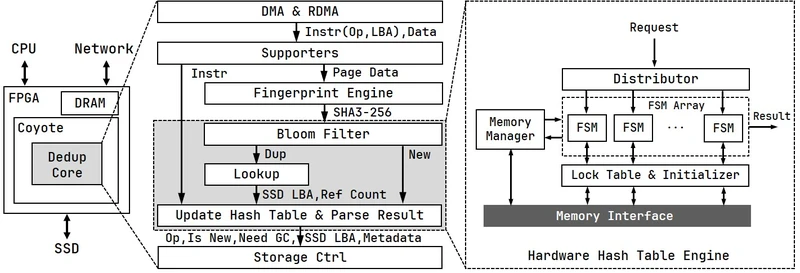 CPU
Network
FPGA
DRAM
Coyote
Dedup
Core
SSD
DMA & RDMA
Instr(Op,LBA),Data
Supporters
Instr
Page Data
Fingerprint Engine
SHA3-256
Bloom Filter
Dup
New
Lookup
SSD LBA,Ref Count
Update Hash Table & Parse Result
Op,Is New,Need GC, SSD LBA,Metadata
Storage Ctrl
Request
Distributor
FSM Array
Memory
Manager
FSM
FSM
...
FSM
Result
Lock Table & Initializer
Memory Interface
Hardware Hash Table Engine